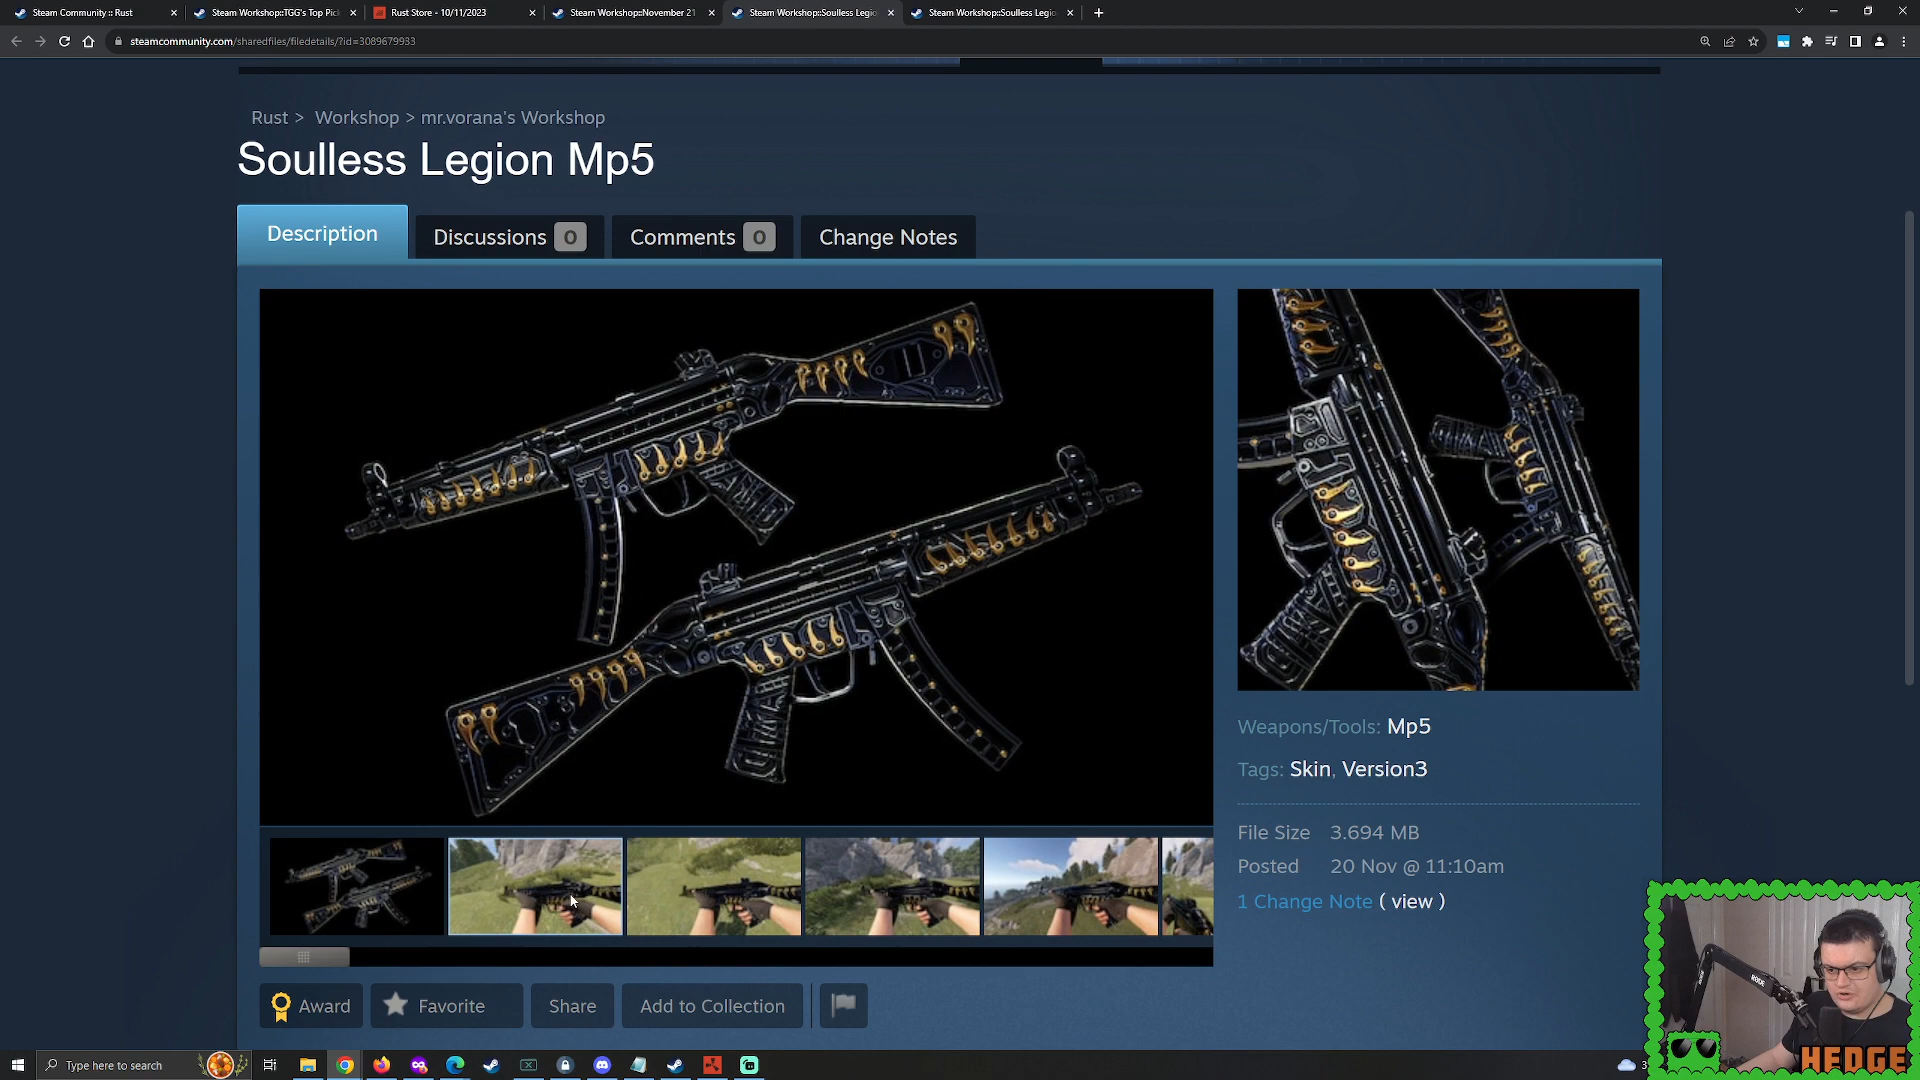 Steam Community :: Rust
Steam Workshop::TGG's Top Pic
Rust Store - 10/11/2023
Steam Workshop::November 21
Steam Workshop::Soulless Legio
Steam Workshop::Soulless Legio
steamcommunity.com/sharedfiles/filedetails/?id=3089679933
Rust > Workshop > mr.vorana's Workshop
Soulless Legion Mp5
Description
Discussions 0
Comments 0
Change Notes
Weapons/Tools: Mp5
Tags: Skin, Version3
File Size 3.694 MB
Posted 20 Nov @ 11:10am
1 Change Note ( view )
Award
Favorite
Share
Add to Collection
Type here to search
HEDGE